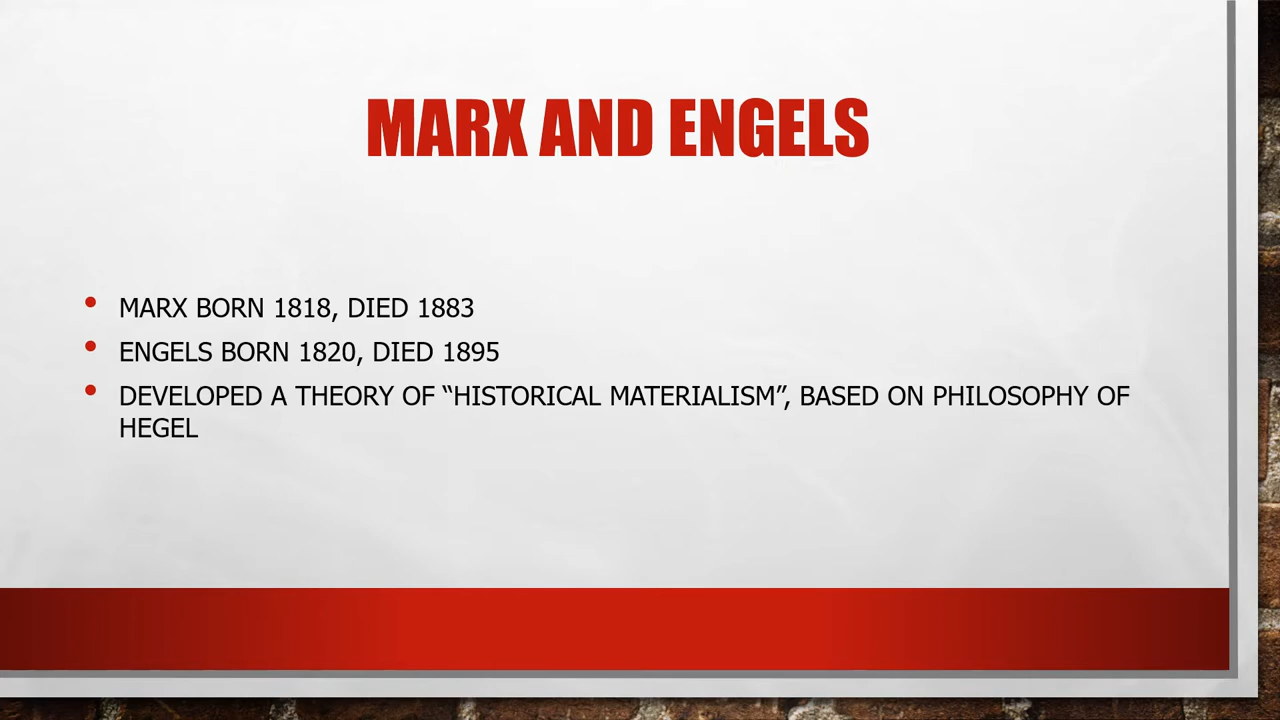 MARX AND ENGELS
• MARX BORN 1818, DIED 1883
• ENGELS BORN 1820, DIED 1895
• DEVELOPED A THEORY OF “HISTORICAL MATERIALISM”, BASED ON PHILOSOPHY OF
HEGEL